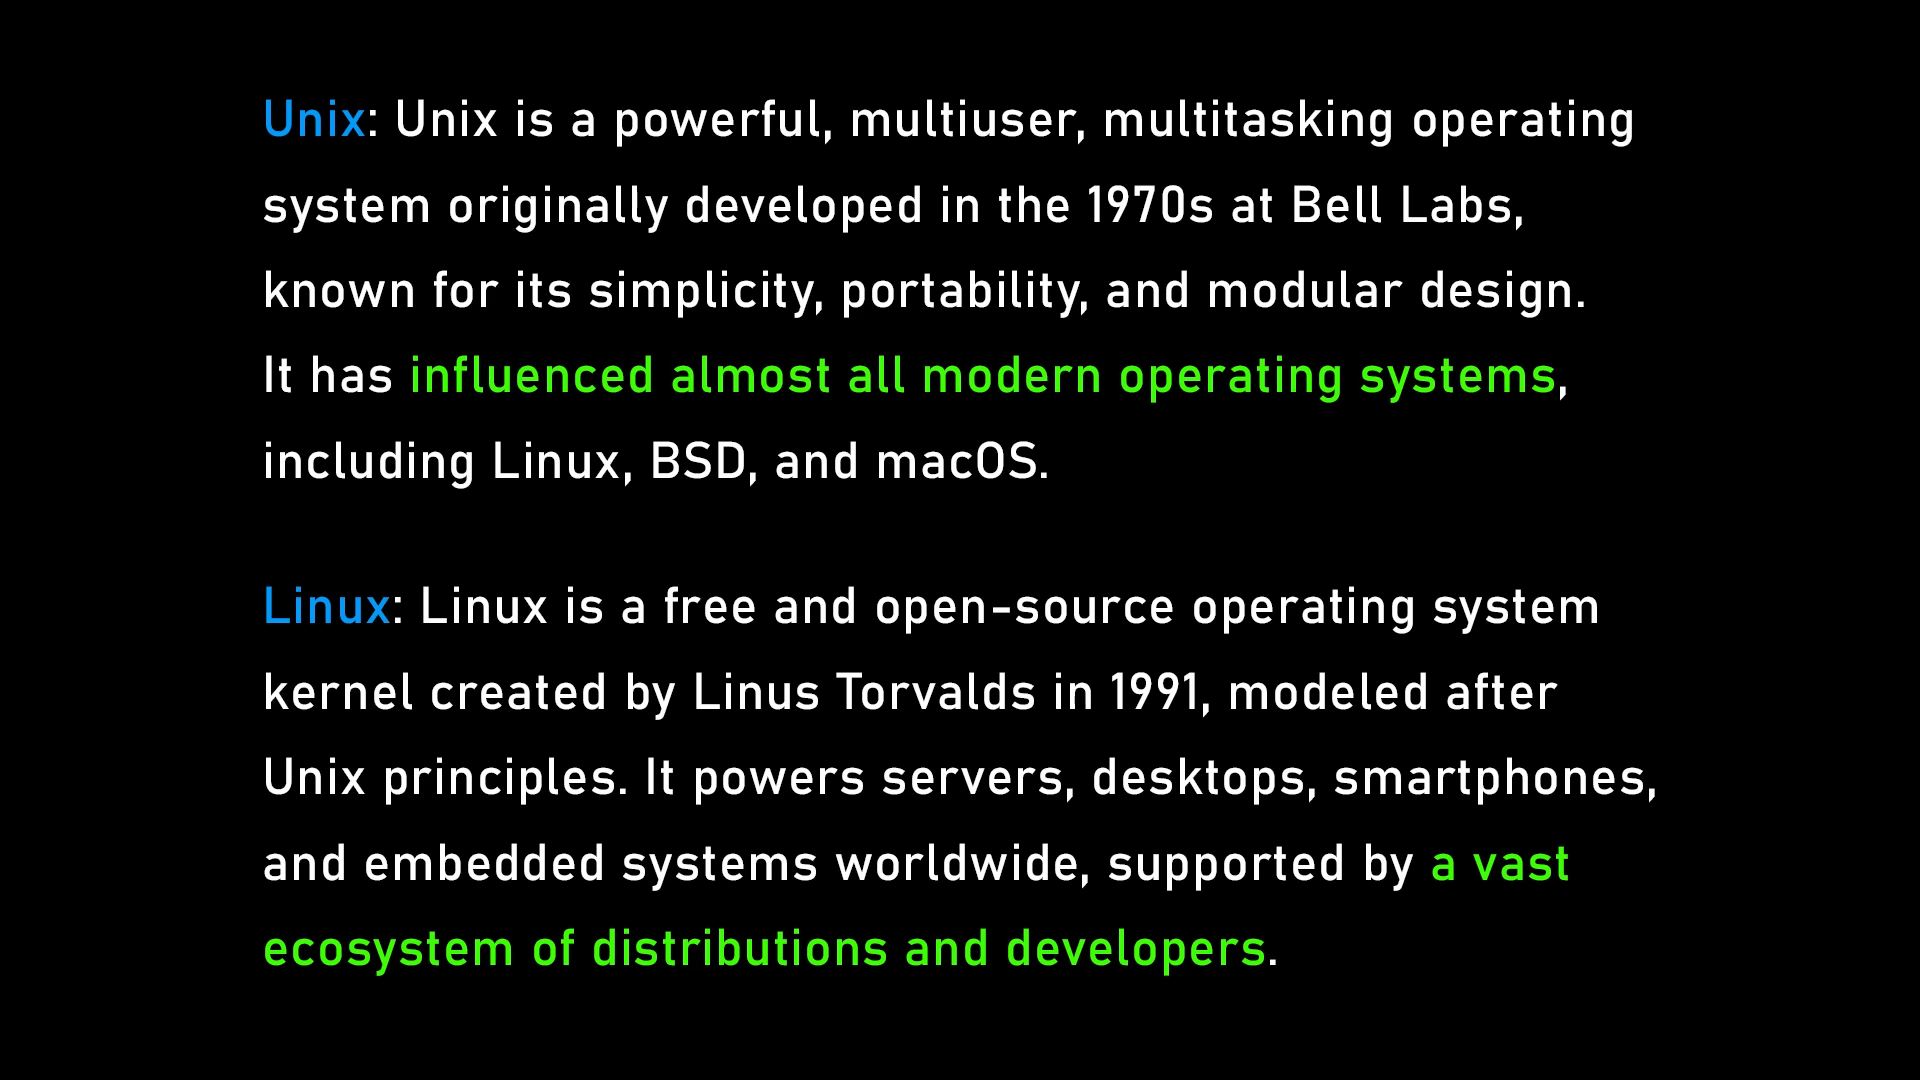 Unix: Unix is a powerful, multiuser, multitasking operating
system originally developed in the 1970s at Bell Labs,
known for its simplicity, portability, and modular design.
It has influenced almost all modern operating systems,
including Linux, BSD, and macOS.
Linux: Linux is a free and open-source operating system
kernel created by Linus Torvalds in 1991, modeled after
Unix principles. It powers servers, desktops, smartphones,
and embedded systems worldwide, supported by a vast
ecosystem of distributions and developers.